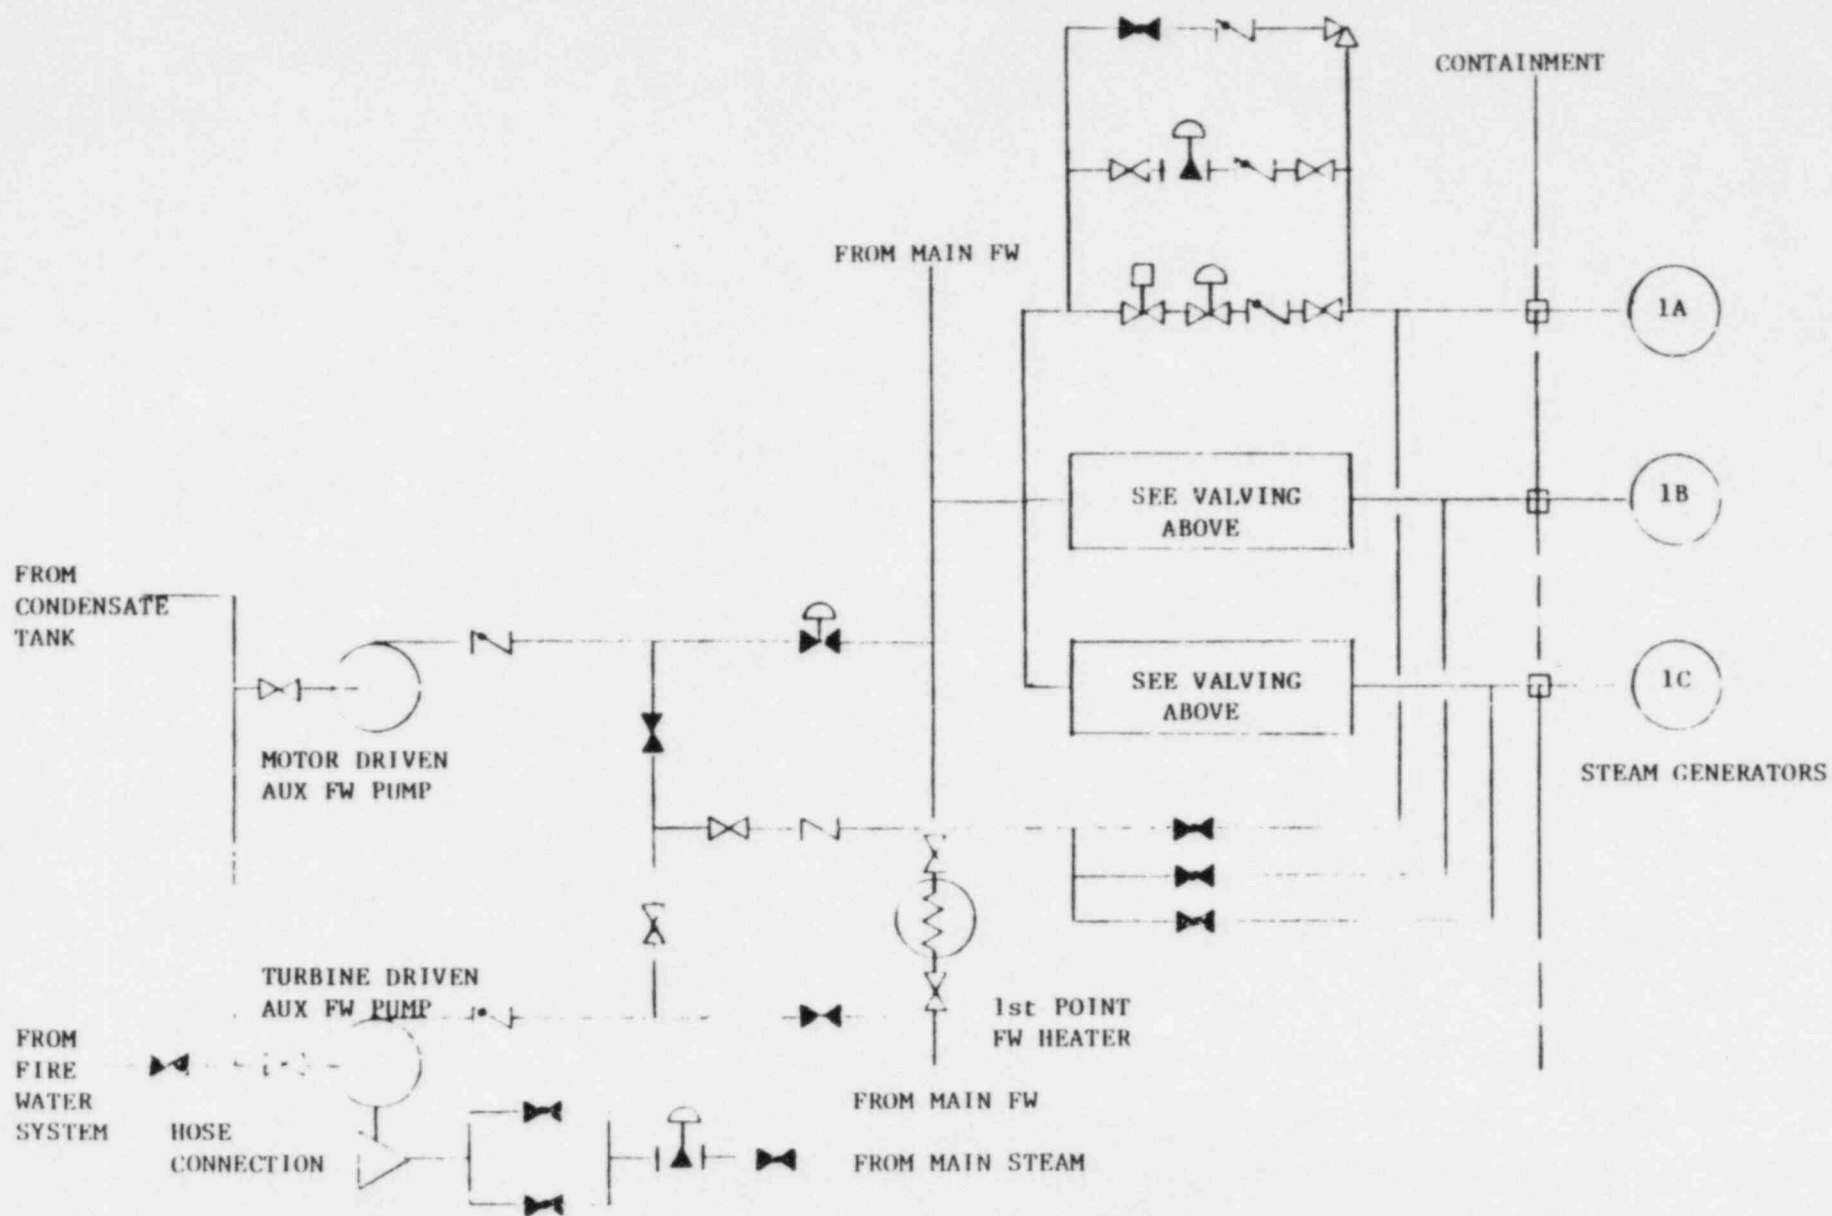 CONTAINMENT
FROM MAIN FW
1A
SEE VALVING
ABOVE
1B
FROM
CONDENSATE
TANK
SEE VALVING
ABOVE
1C
MOTOR DRIVEN
AUX FW PUMP
STEAM GENERATORS
TURBINE DRIVEN
AUX FW PUMP
1st POINT
FW HEATER
FROM
FIRE
WATER
SYSTEM
HOSE
CONNECTION
FROM MAIN FW
FROM MAIN STEAM